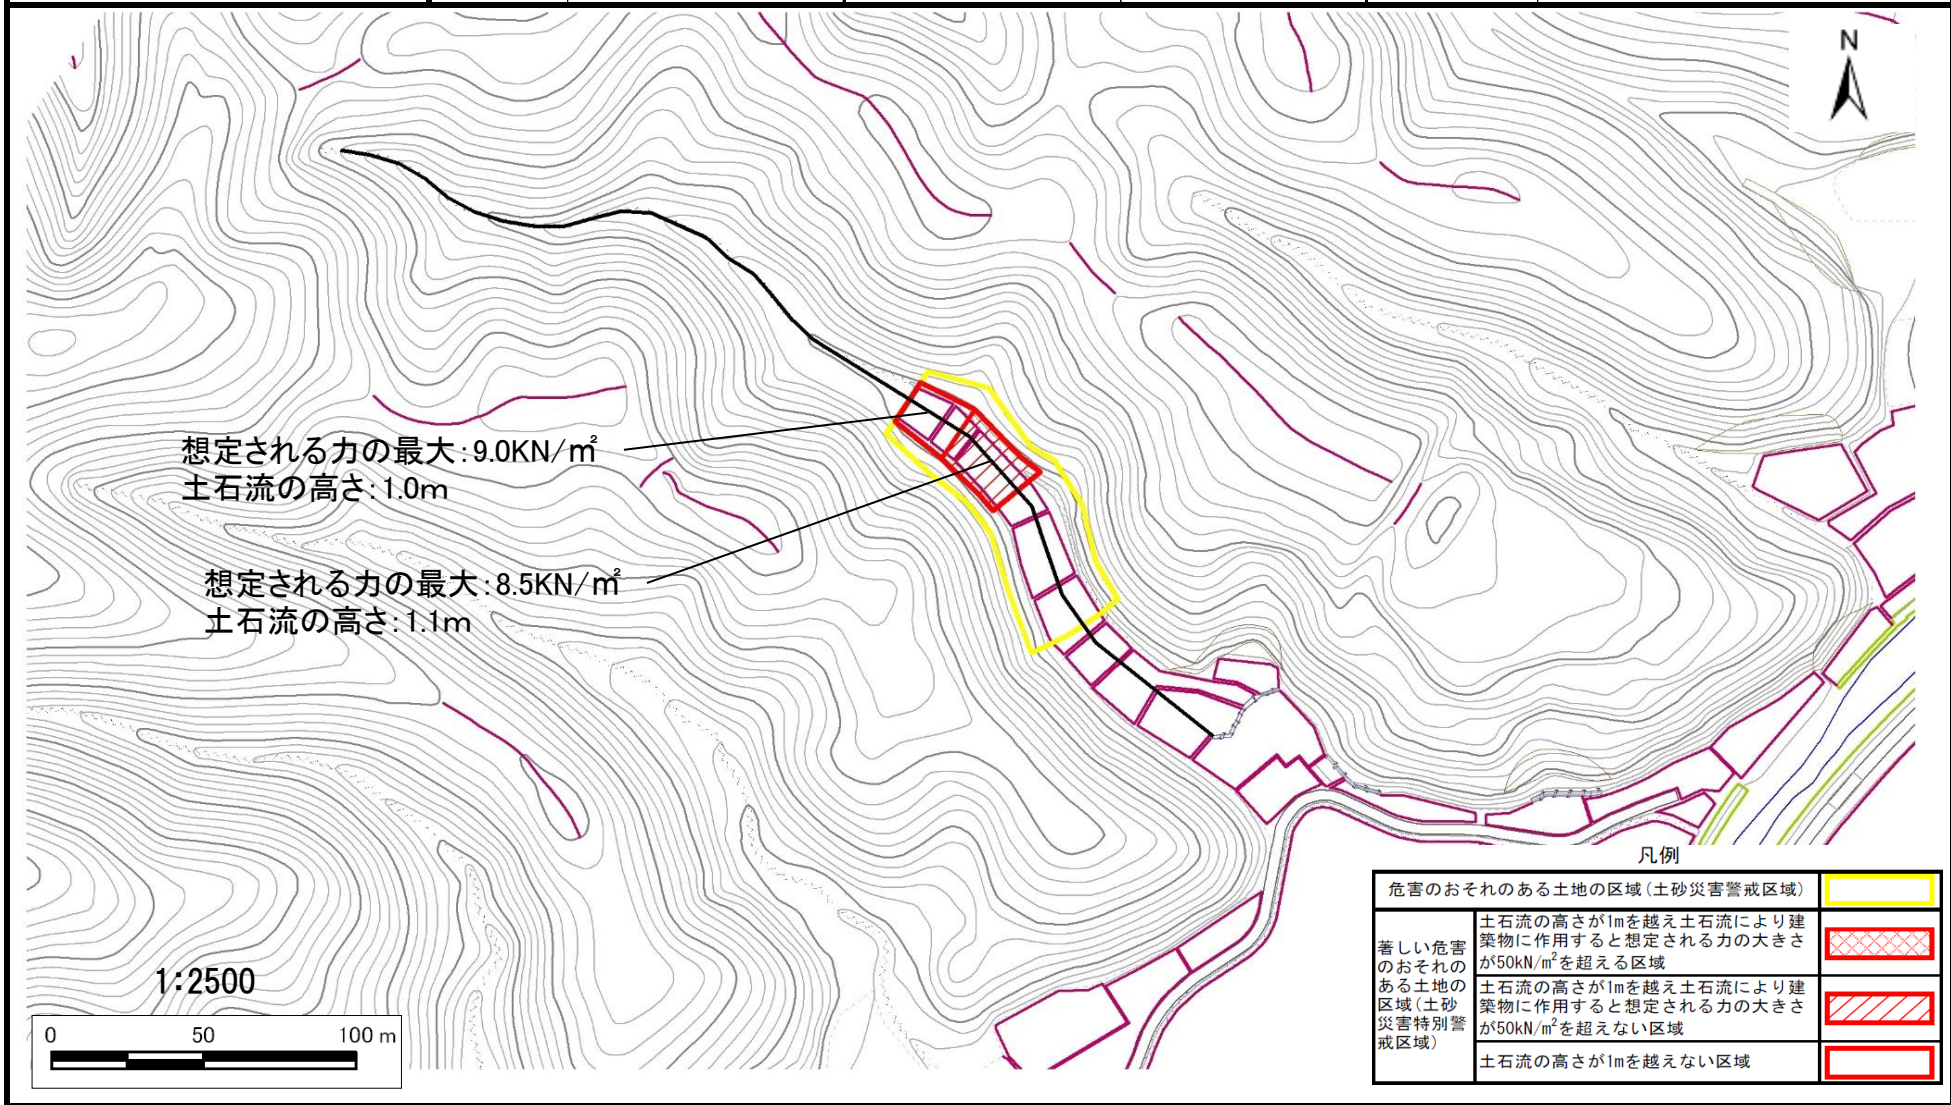 N
想定される力の最大:9.0KN/㎡
土石流の高さ:1.0m
想定される力の最大:8.5KN/㎡
土石流の高さ:1.1m
1:2500
0 50 100 m
凡例
危害のおそれのある土地の区域(土砂災害警戒区域)
著しい危害
のおそれの
ある土地の
区域(土砂
災害特別警
戒区域)
土石流の高さが1mを越え土石流により建
築物に作用すると想定される力の大きさ
が50kN/㎡を超える区域
土石流の高さが1mを越え土石流により建
築物に作用すると想定される力の大きさ
が50kN/㎡を超えない区域
土石流の高さが1mを越えない区域